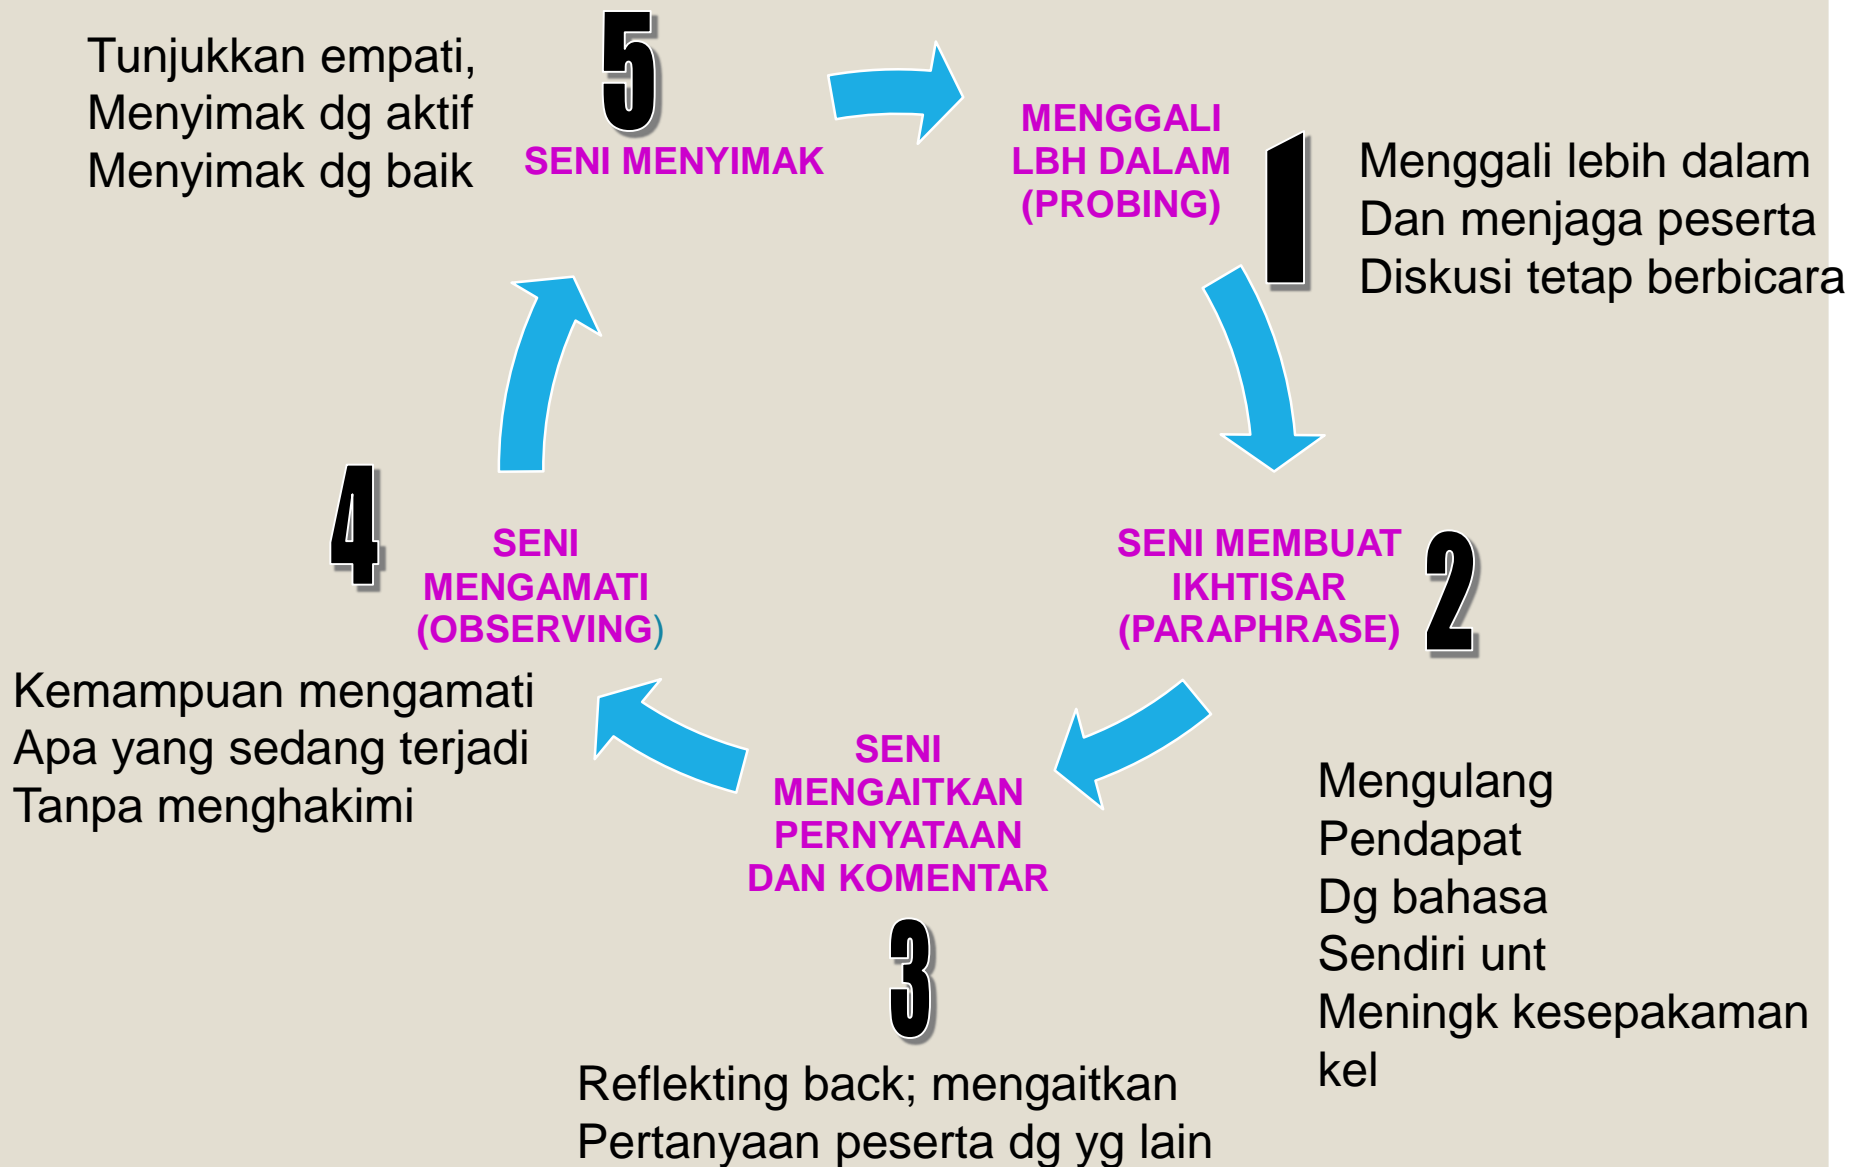 5
Tunjukkan empati,
Menyimak dg aktif
Menyimak dg baik
SENI MENYIMAK
MENGGALI
LBH DALAM
(PROBING)
1
Menggali lebih dalam
Dan menjaga peserta
Diskusi tetap berbicara
SENI MEMBUAT
IKHTISAR
(PARAPHRASE)
2
Mengulang
Pendapat
Dg bahasa
Sendiri unt
Meningk kesepakaman
kel
SENI
MENGAITKAN
PERNYATAAN
DAN KOMENTAR
3
Reflekting back; mengaitkan
Pertanyaan peserta dg yg lain
4
SENI
MENGAMATI
(OBSERVING)
Kemampuan mengamati
Apa yang sedang terjadi
Tanpa menghakimi